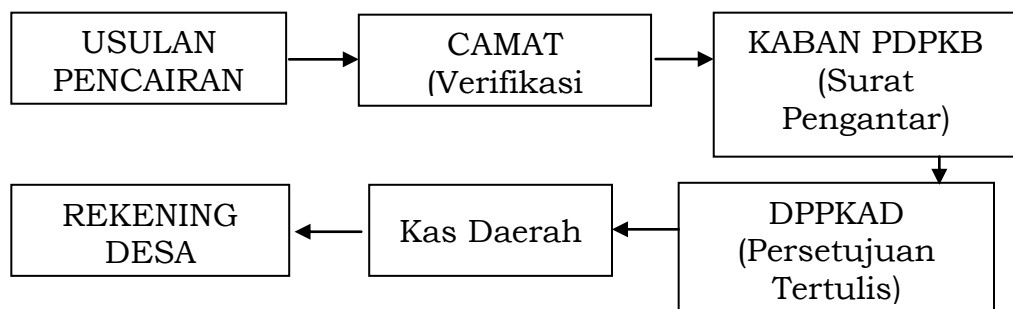 USULAN
PENCAIRAN
CAMAT
(Verifikasi
KABAN PDPKB
(Surat
Pengantar)
DPPKAD
(Persetujuan
Tertulis)
Kas Daerah
REKENING
DESA